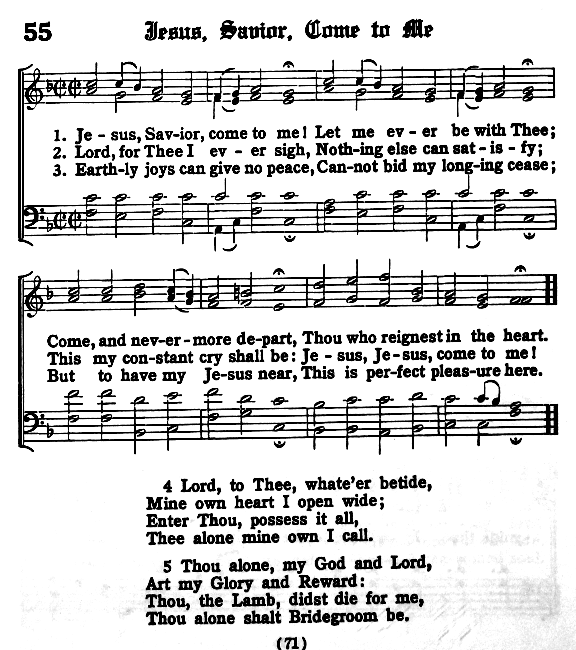 55 Jesus, Savior, Come to Me
1. Je - sus, Sav-ior, come to me! Let me ev - er be with Thee;
2. Lord, for Thee I ev - er sigh, Noth-ing else can sat - is - fy;
3. Earth-ly joys can give no peace, Can-not bid my long-ing cease;
Come, and nev-er-more de-part, Thou who reignest in the heart.
This my con-stant cry shall be: Je - sus, Je-sus, come to me!
But to have my Je-sus near, This is per-fect pleas-ure here.
4 Lord, to Thee, whate'er betide,
Mine own heart I open wide;
Enter Thou, possess it all,
Thee alone mine own I call.
5 Thou alone, my God and Lord,
Art my Glory and Reward:
Thou, the Lamb, didst die for me,
Thou alone shalt Bridegroom be.
(71)